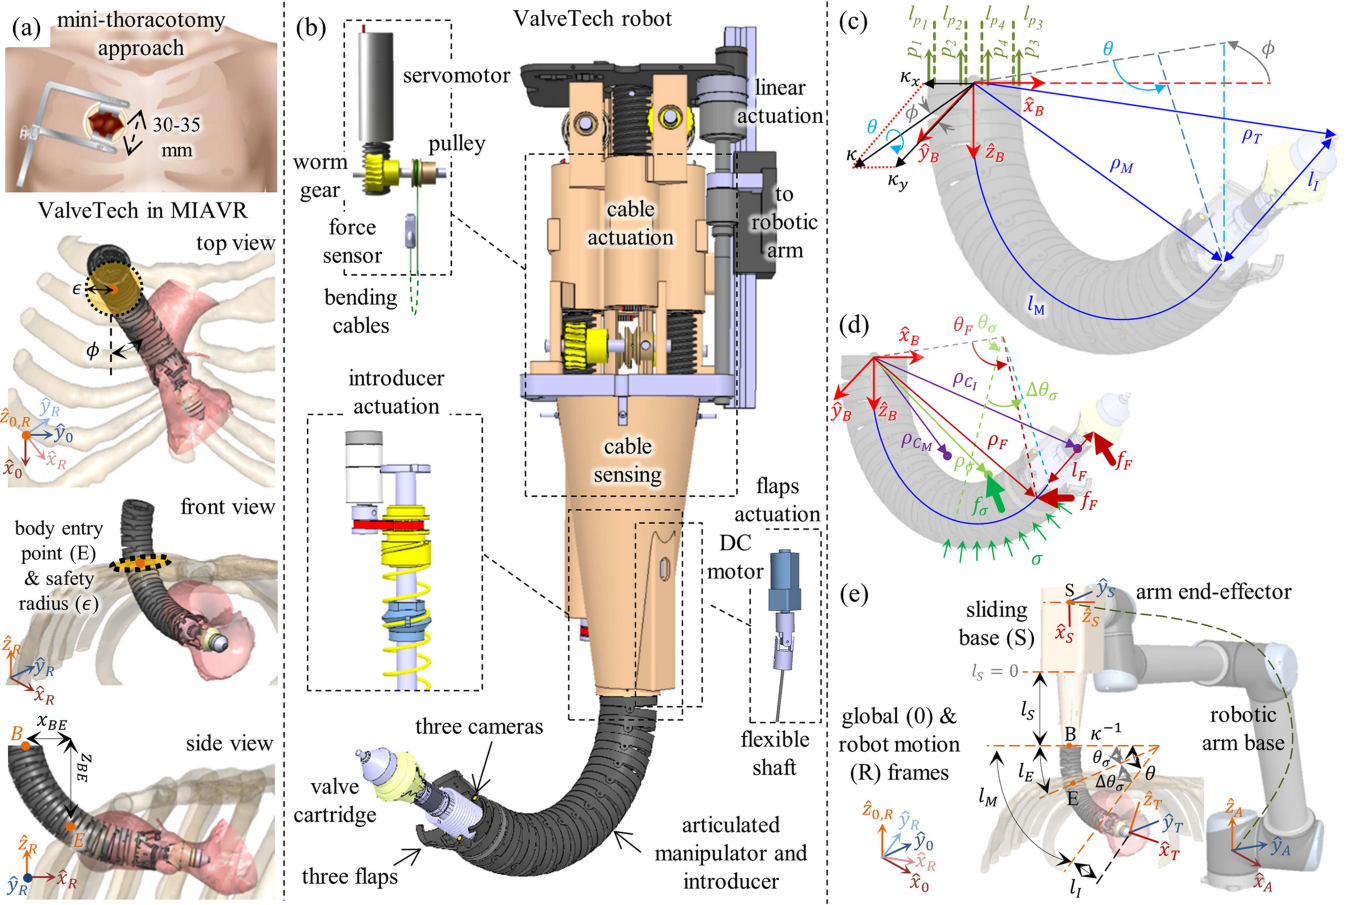 (a)
mini-thoracotomy
approach
30-35
mm
ValveTech in MIAVR
top view
ϵ
ϕ
ẑ0,R
ŷR
ŷ0
x̂R
x̂0
front view
body entry
point (E)
& safety
radius (ϵ)
ẑR
ŷR
x̂R
xBE
B
side view
zBE
E
ẑR
x̂R
ŷR
(b)
ValveTech robot
servomotor
worm
gear
pulley
force
sensor
bending
cables
linear
actuation
to
robotic
arm
cable
actuation
introducer
actuation
cable
sensing
flaps
actuation
DC
motor
flexible
shaft
three cameras
valve
cartridge
three flaps
articulated
manipulator and
introducer
(c)
lp1 lp2 lp4 lp3
p1 p2 p4 p3
θ
ϕ
κx
x̂B
ϕ
θ
ρT
κ
ŷB
ẑB
ρM
lI
κy
lM
(d)
x̂B
θF θσ
ρCI
Δθσ
ŷB
ẑB
ρCM
ρF
ρσ
lF
fF
fσ
fF
σ
(e)
S
ŷS
arm end-effector
sliding
base (S)
ẑS
x̂S
lS = 0
lS
global (0) &
robot motion
(R) frames
B
κ−1
robotic
arm base
θσ
θ
lE
Δθσ
lM
E
ẑT
ŷT
x̂T
ẑ0,R
ŷR
ŷ0
x̂R
x̂0
lI
ẑA
ŷA
x̂A